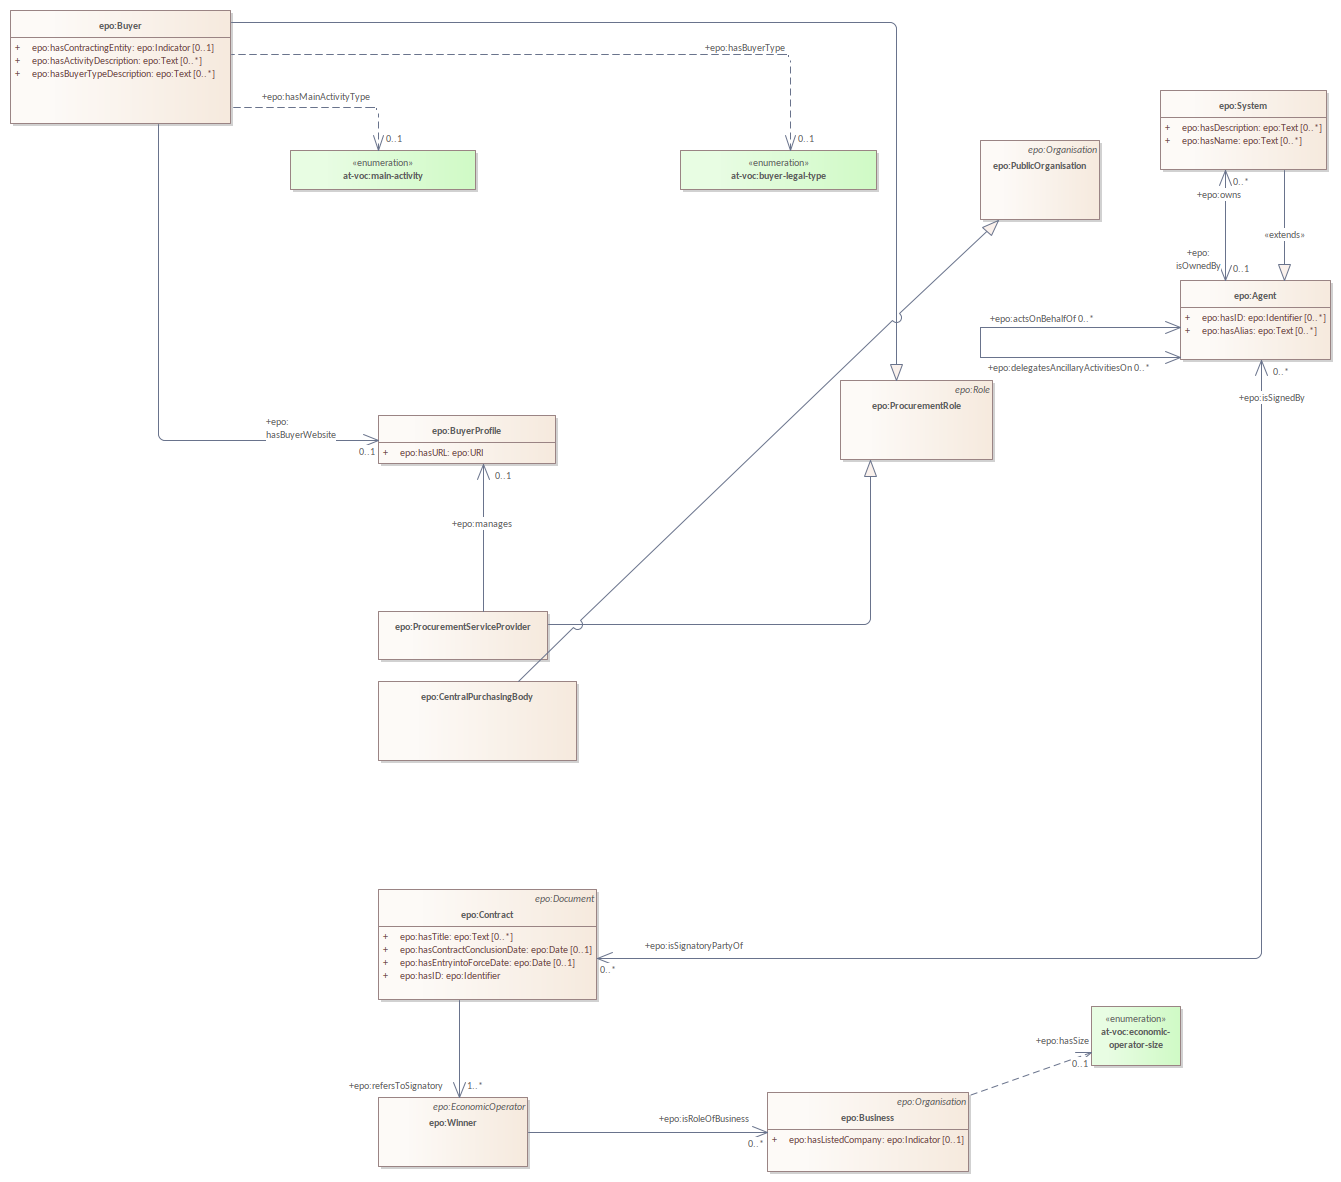 epo:Buyer
+ epo:hasContractingEntity: epo:Indicator [0..1]
+ epo:hasActivityDescription: epo:Text [0..*]
+ epo:hasBuyerTypeDescription: epo:Text [0..*]
+epo:hasBuyerType
0..1
+epo:hasMainActivityType
0..1
«enumeration»
at-voc:main-activity
«enumeration»
at-voc:buyer-legal-type
epo:Organisation
epo:PublicOrganisation
epo:System
+ epo:hasDescription: epo:Text [0..*]
+ epo:hasName: epo:Text [0..*]
0..*
+epo:owns
«extends»
+epo:
isOwnedBy
0..1
epo:Agent
+ epo:hasID: epo:Identifier [0..*]
+ epo:hasAlias: epo:Text [0..*]
+epo:actsOnBehalfOf 0..*
+epo:delegatesAncillaryActivitiesOn 0..*
0..*
+epo:isSignedBy
epo:Role
epo:ProcurementRole
+epo:
hasBuyerWebsite
0..1
epo:BuyerProfile
+ epo:hasURL: epo:URI
0..1
+epo:manages
epo:ProcurementServiceProvider
epo:CentralPurchasingBody
epo:Document
epo:Contract
+ epo:hasTitle: epo:Text [0..*]
+ epo:hasContractConclusionDate: epo:Date [0..1]
+ epo:hasEntryintoForceDate: epo:Date [0..1]
+ epo:hasID: epo:Identifier
+epo:isSignatoryPartyOf
0..*
+epo:refersToSignatory
1..*
epo:EconomicOperator
epo:Winner
+epo:isRoleOfBusiness
0..*
epo:Organisation
epo:Business
+ epo:hasListedCompany: epo:Indicator [0..1]
+epo:hasSize
0..1
«enumeration»
at-voc:economic-
operator-size